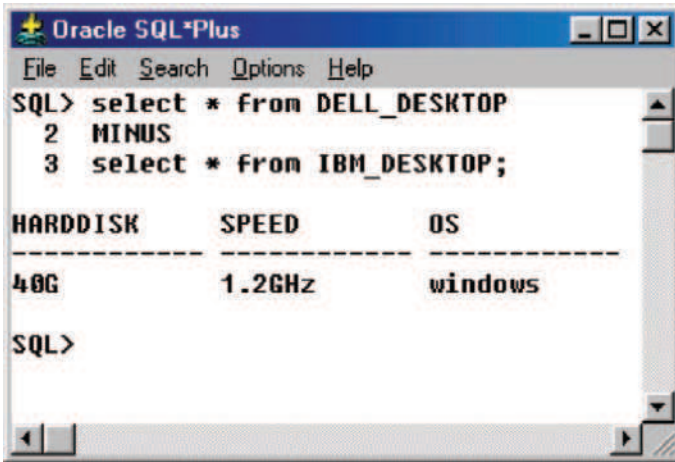 Oracle SQL*Plus
File Edit Search Options Help
SQL> select * from DELL_DESKTOP
2 MINUS
3 select * from IBM_DESKTOP;
HARDDISK SPEED OS
------------ ------------ ------------
40G 1.2GHz windows
SQL>